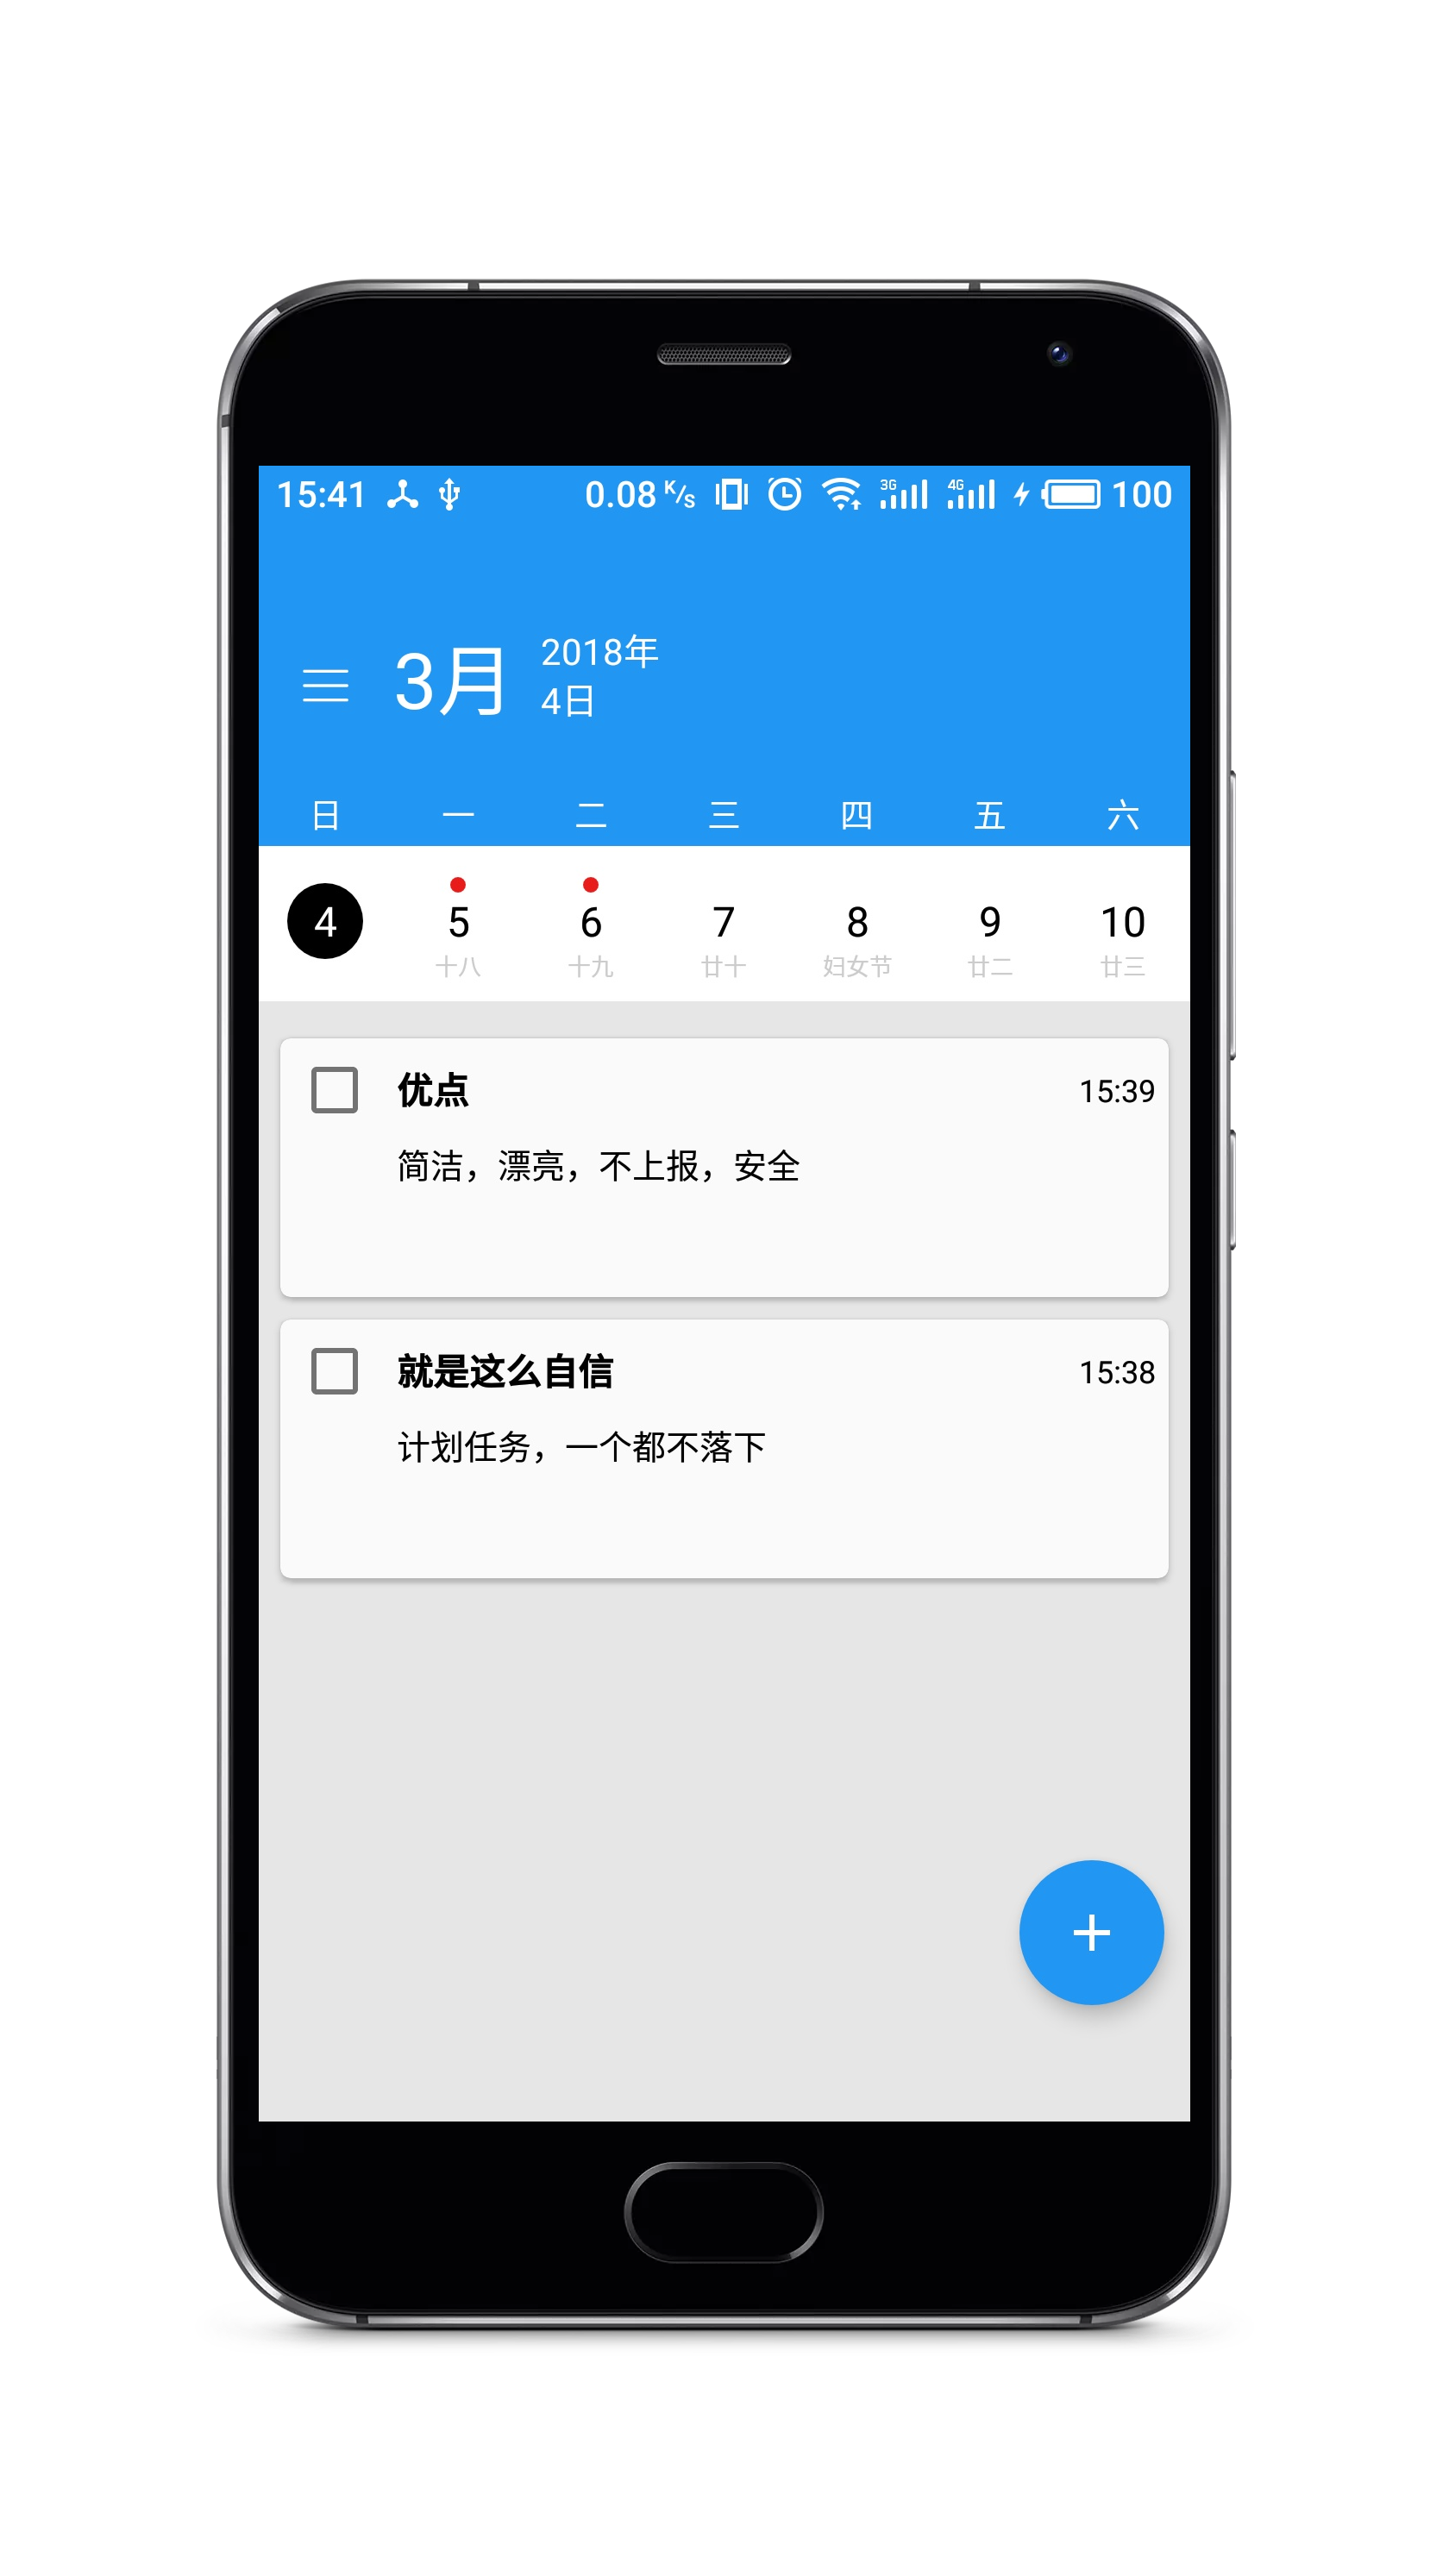 15:41 0.08 K/s 3G 4G 100
3月
2018年
4日
日 一 二 三 四 五 六
4 5 6 7 8 9 10
十八 十九 廿十 妇女节 廿二 廿三
优点 15:39
简洁，漂亮，不上报，安全
就是这么自信 15:38
计划任务，一个都不落下
+